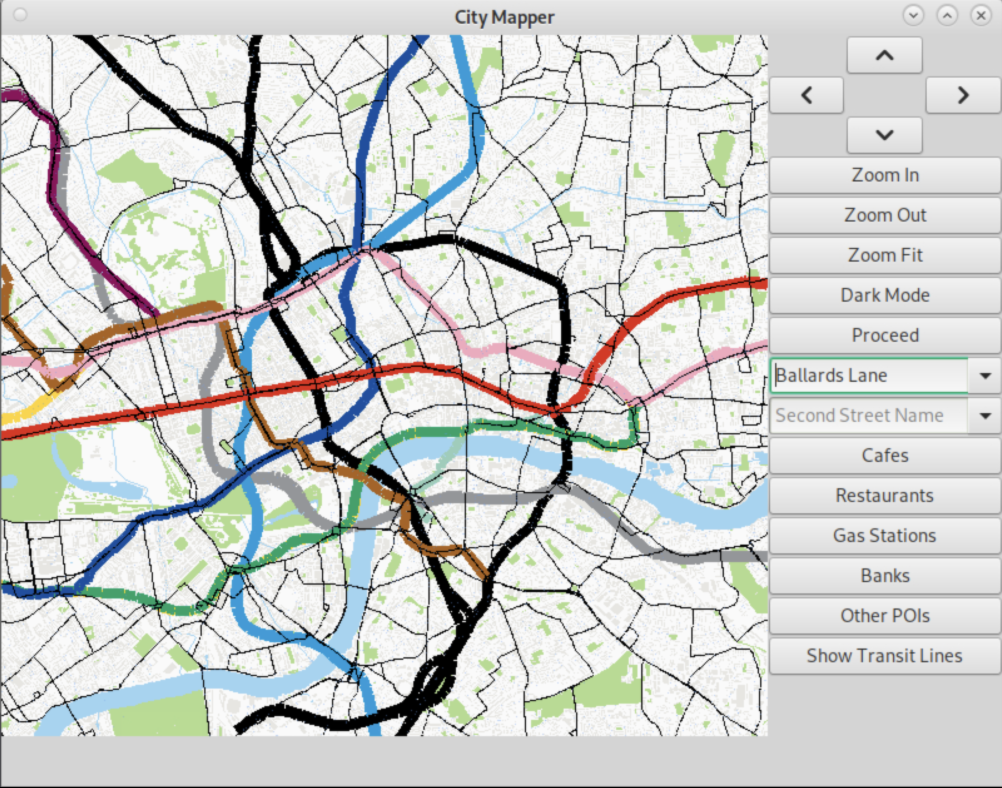 City Mapper
Zoom In
Zoom Out
Zoom Fit
Dark Mode
Proceed
Ballards Lane
Second Street Name
Cafes
Restaurants
Gas Stations
Banks
Other POIs
Show Transit Lines